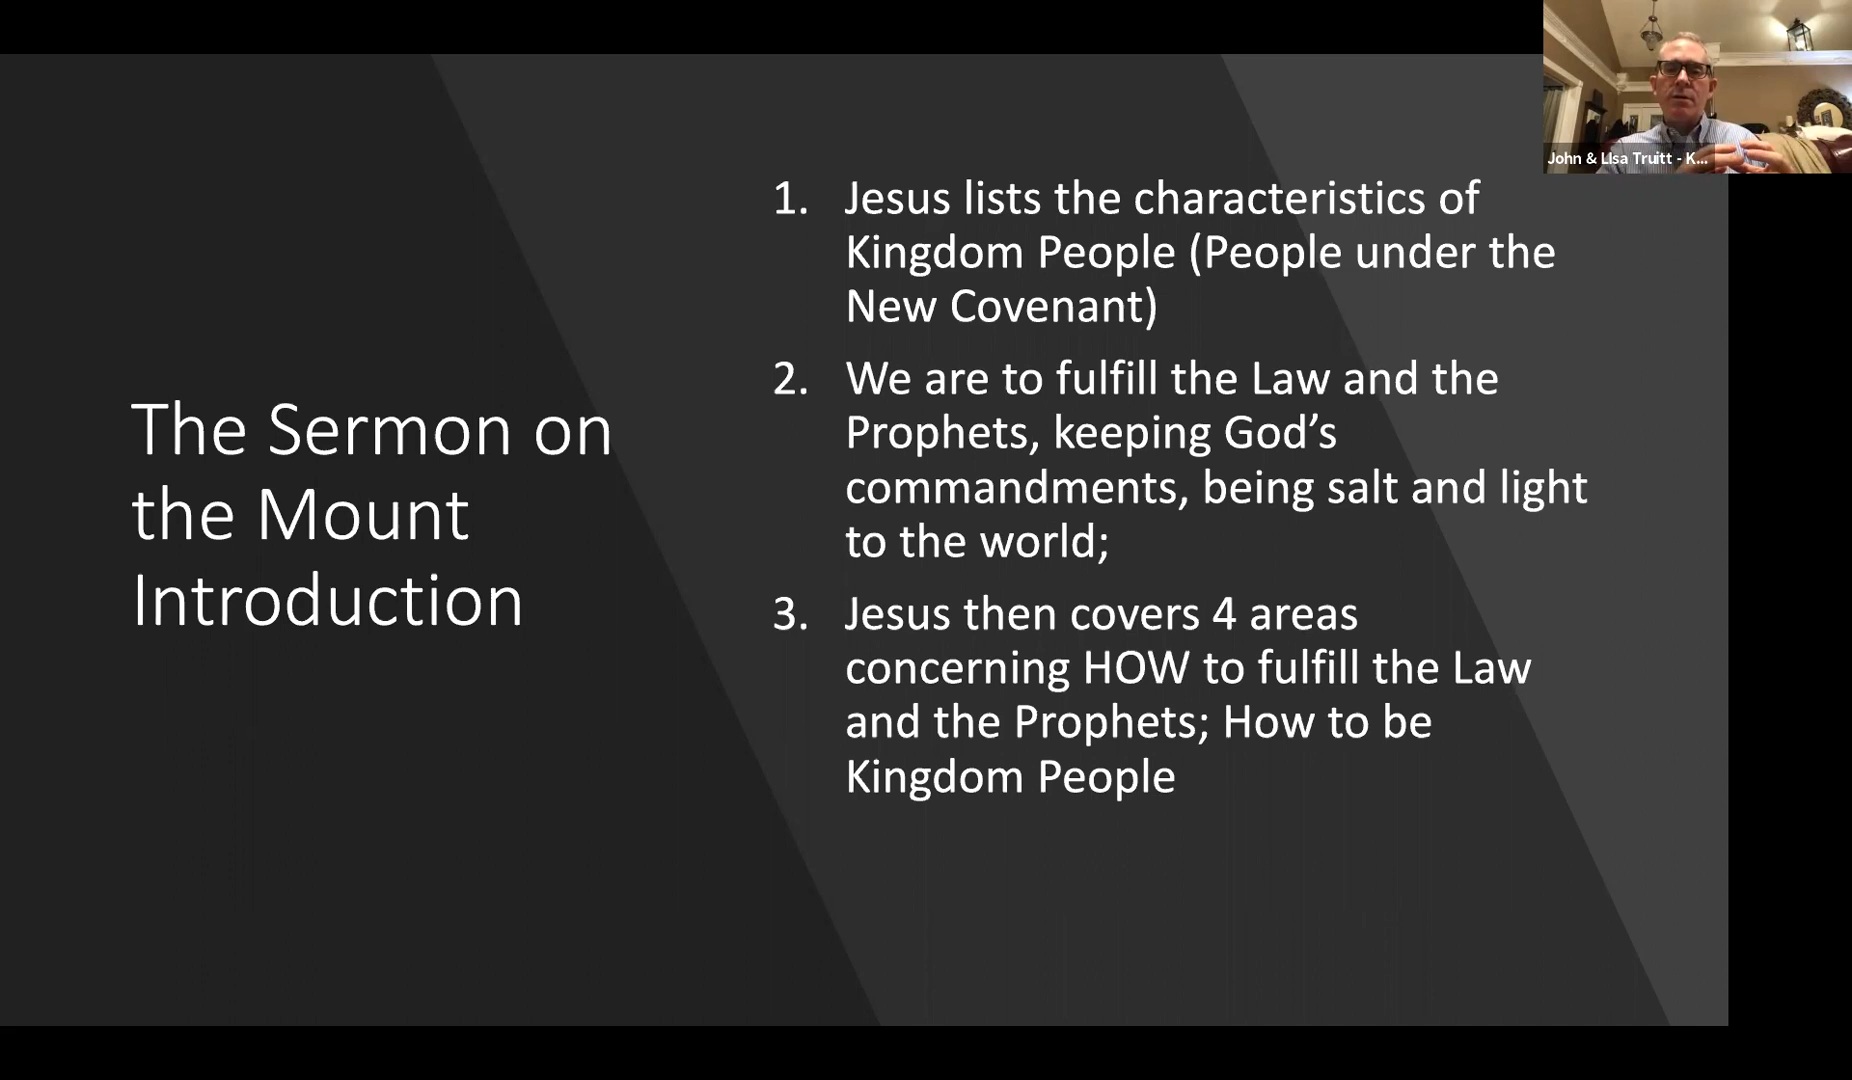 John & LIsa Truitt - K...
The Sermon on
the Mount
Introduction
1. Jesus lists the characteristics of
Kingdom People (People under the
New Covenant)
2. We are to fulfill the Law and the
Prophets, keeping God’s
commandments, being salt and light
to the world;
3. Jesus then covers 4 areas
concerning HOW to fulfill the Law
and the Prophets; How to be
Kingdom People